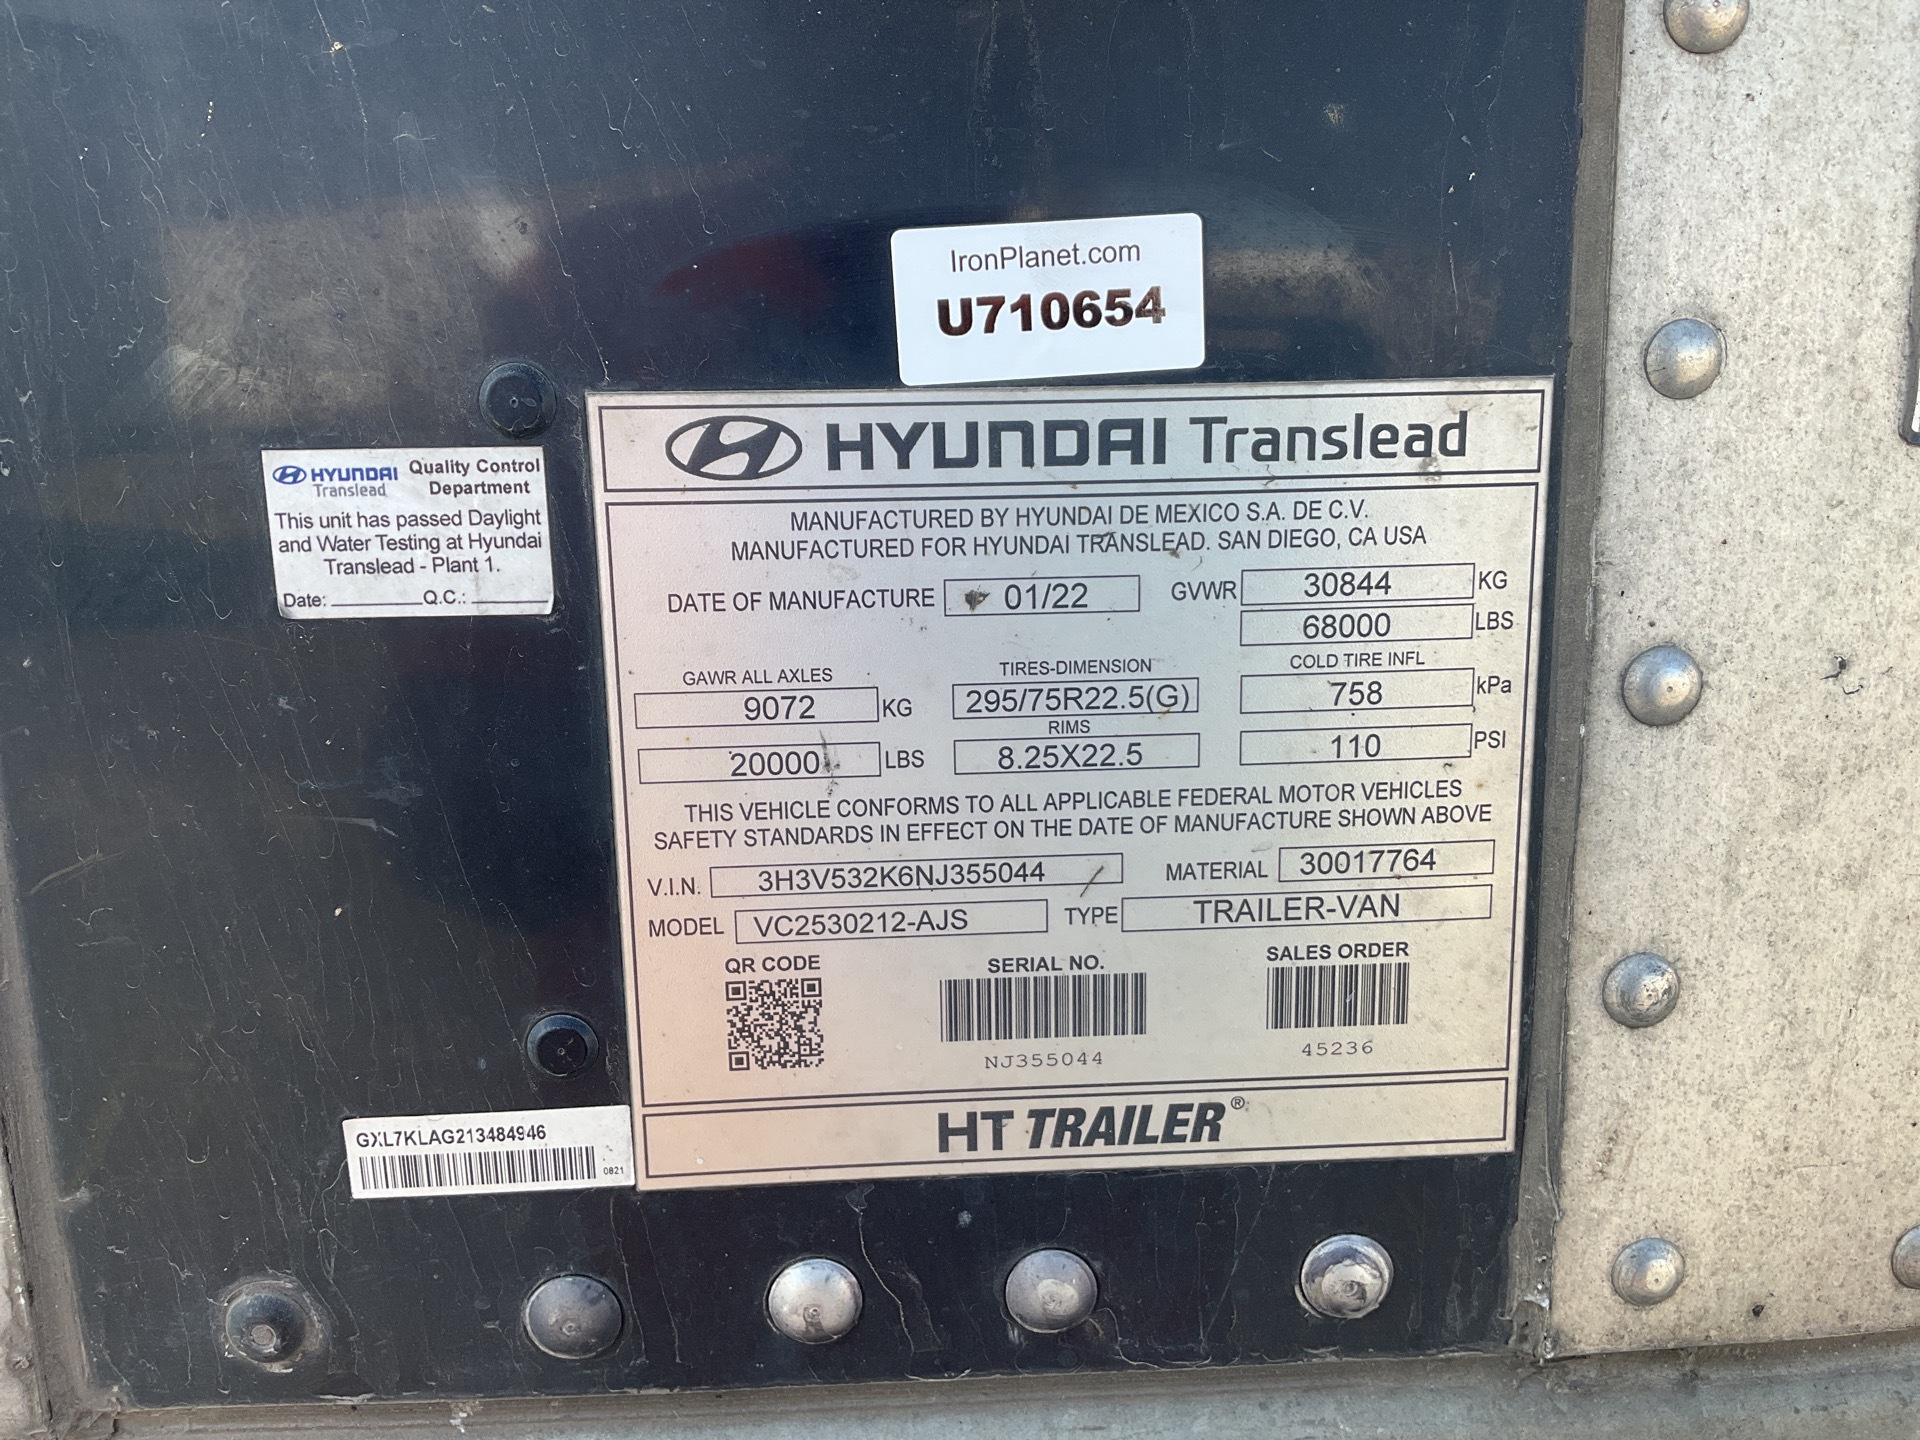 IronPlanet.com
U710654
HYUNDAI Translead
Quality Control Department
This unit has passed Daylight
and Water Testing at Hyundai
Translead - Plant 1.
Date: ________ Q.C.: ________
HYUNDAI Translead
MANUFACTURED BY HYUNDAI DE MEXICO S.A. DE C.V.
MANUFACTURED FOR HYUNDAI TRANSLEAD. SAN DIEGO, CA USA
DATE OF MANUFACTURE 01/22 GVWR 30844 KG
68000 LBS
GAWR ALL AXLES TIRES-DIMENSION COLD TIRE INFL
9072 KG 295/75R22.5(G) 758 kPa
RIMS
20000 LBS 8.25X22.5 110 PSI
THIS VEHICLE CONFORMS TO ALL APPLICABLE FEDERAL MOTOR VEHICLES
SAFETY STANDARDS IN EFFECT ON THE DATE OF MANUFACTURE SHOWN ABOVE
V.I.N. 3H3V532K6NJ355044 MATERIAL 30017764
MODEL VC2530212-AJS TYPE TRAILER-VAN
QR CODE SERIAL NO. SALES ORDER
NJ355044 45236
HT TRAILER®
GXL7KLAG213484946
0821